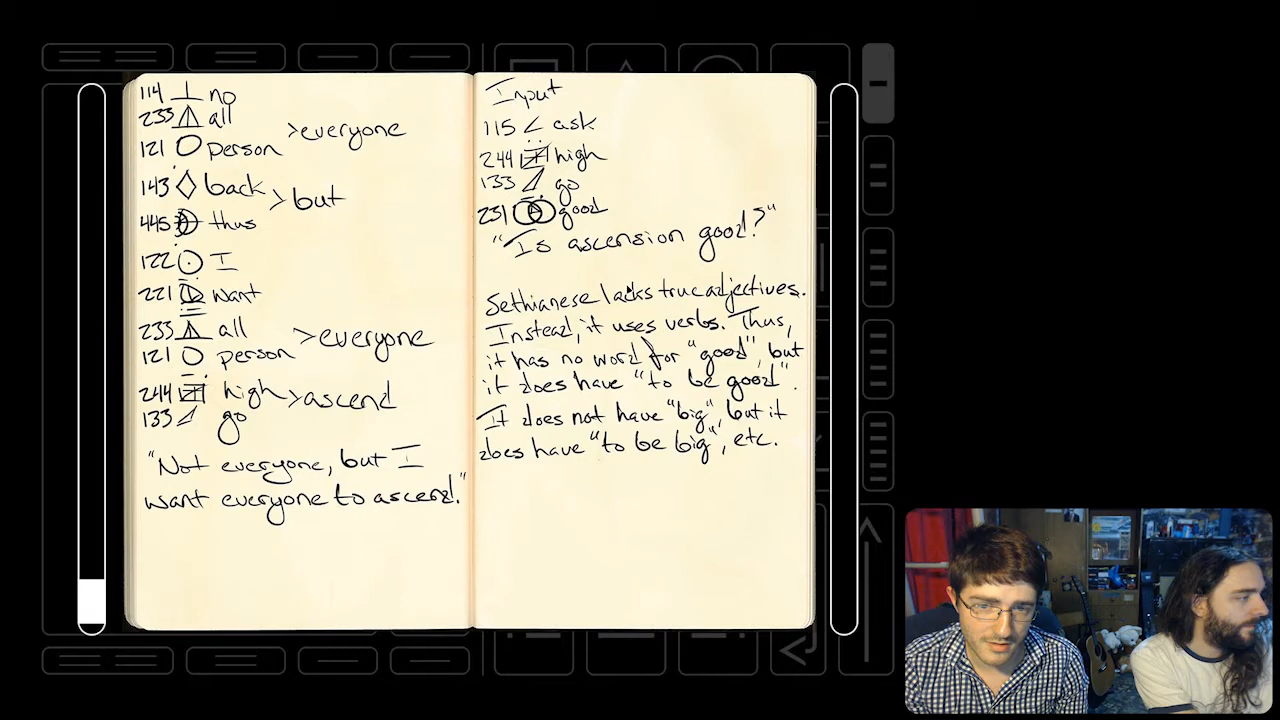 114 no
233 all
>everyone
121 person
143 back
> but
445 thus
122 I
221 want
233 all
>everyone
121 person
244 high
>ascend
133 go
"Not everyone, but I
want everyone to ascend."
Input
115 ask
244 high
133 go
231 good
"Is ascension good?"
Sethianese lacks true adjectives.
Instead, it uses verbs. Thus,
it has no word for "good", but
it does have "to be good".
It does not have "big", but it
does have "to be big", etc.